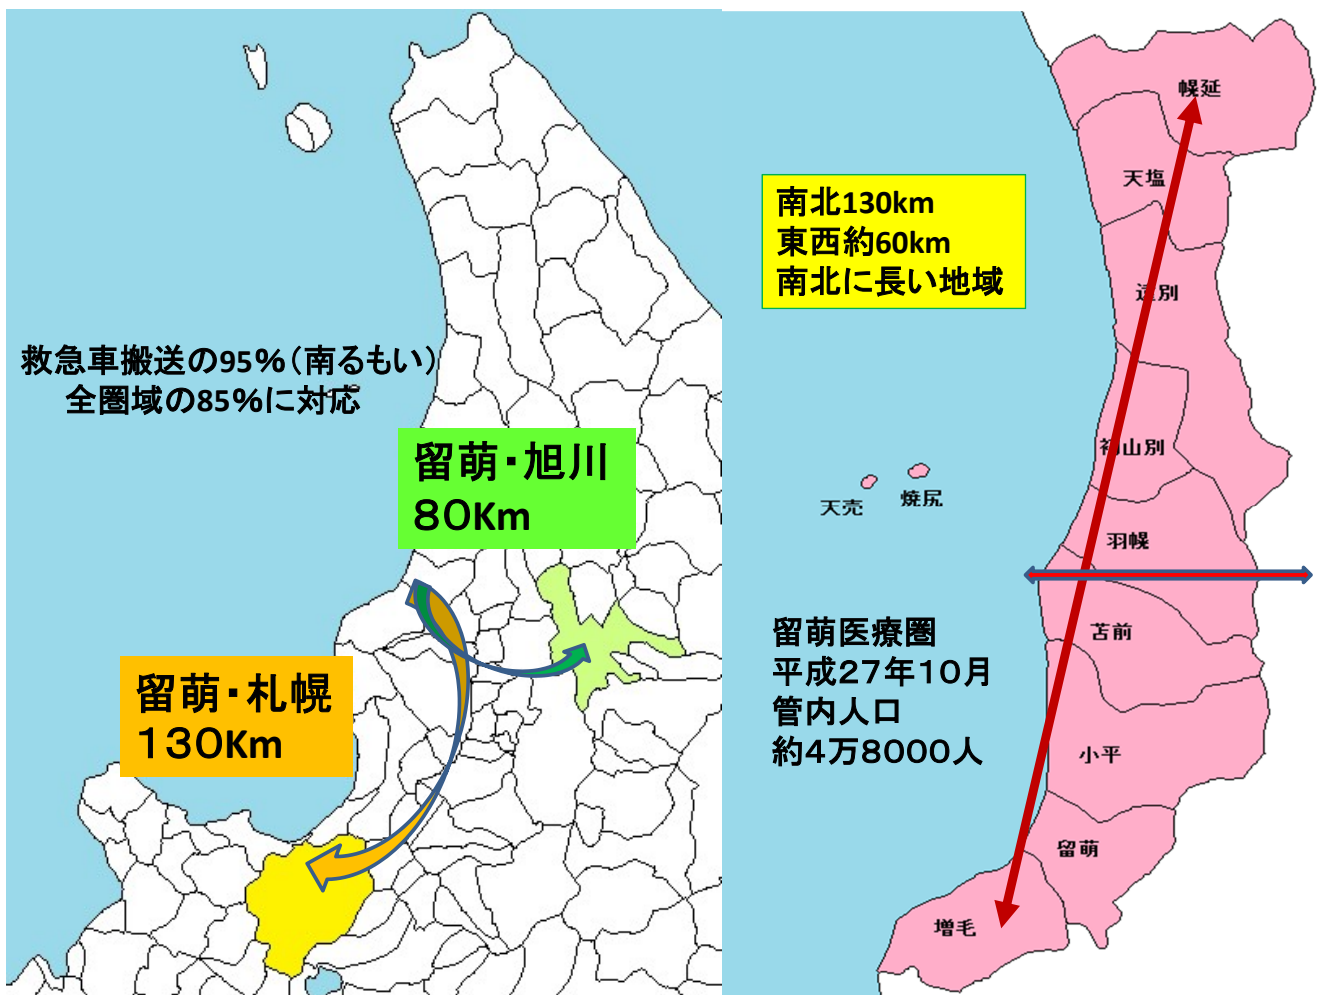 救急車搬送の95％（南るもい）
全圏域の85％に対応
留萌・旭川
８０Km
留萌・札幌
１３０Km
南北130km
東西約60km
南北に長い地域
幌延
天塩
遠別
初山別
天売
焼尻
羽幌
苫前
留萌医療圏
平成２７年１０月
管内人口
約４万８０００人
小平
留萌
増毛